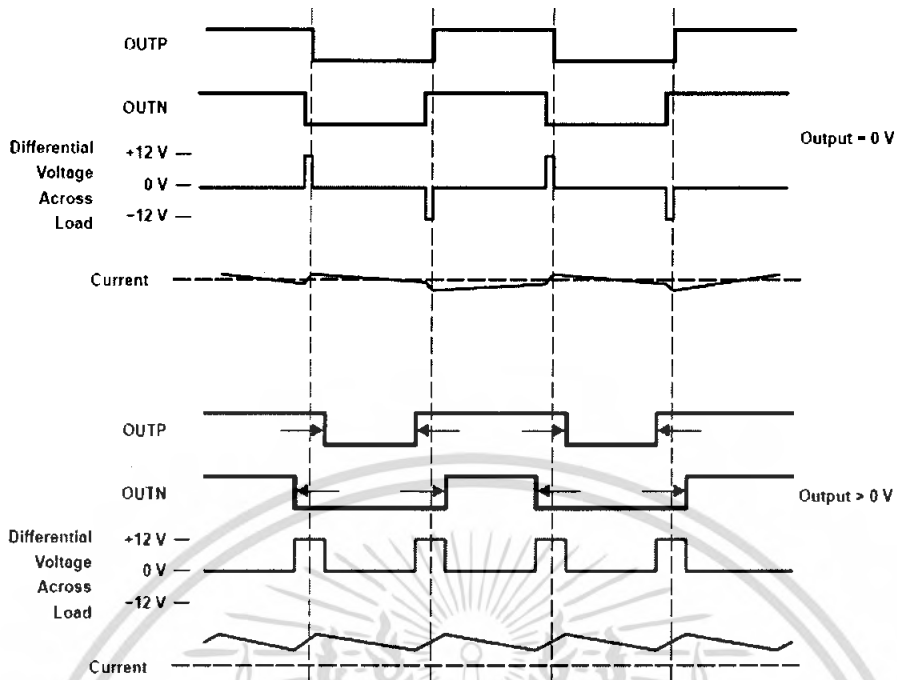 OUTP
OUTN
Output = 0 V
Differential
Voltage
Across
Load
+12 V
0 V
−12 V
Current
OUTP
OUTN
Output > 0 V
Differential
Voltage
Across
Load
+12 V
0 V
−12 V
Current